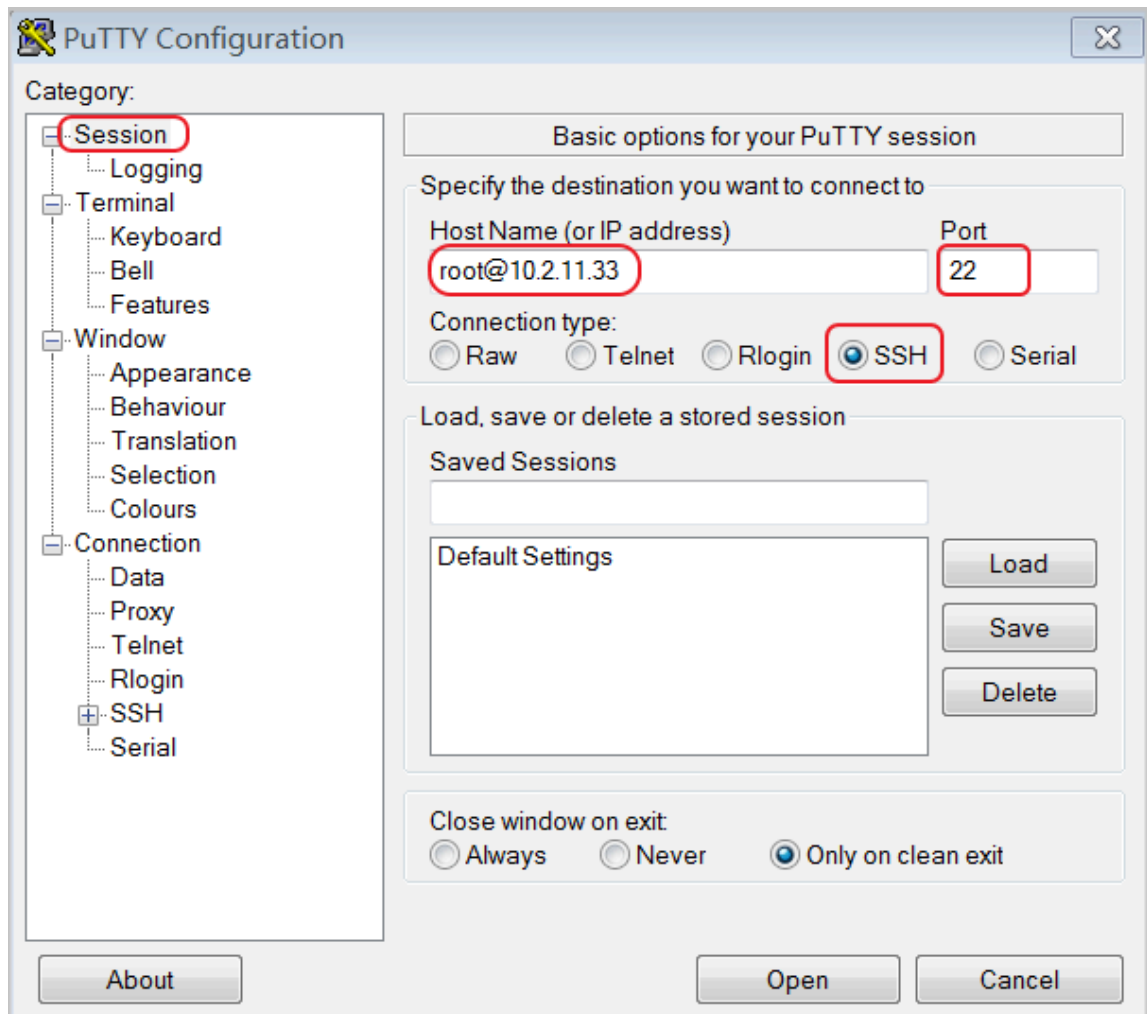 PuTTY Configuration
Category:
Session
Logging
Terminal
Keyboard
Bell
Features
Window
Appearance
Behaviour
Translation
Selection
Colours
Connection
Data
Proxy
Telnet
Rlogin
SSH
Serial
Basic options for your PuTTY session
Specify the destination you want to connect to
Host Name (or IP address) Port
root@10.2.11.33 22
Connection type:
Raw Telnet Rlogin SSH Serial
Load, save or delete a stored session
Saved Sessions
Default Settings
Load
Save
Delete
Close window on exit:
Always Never Only on clean exit
About Open Cancel